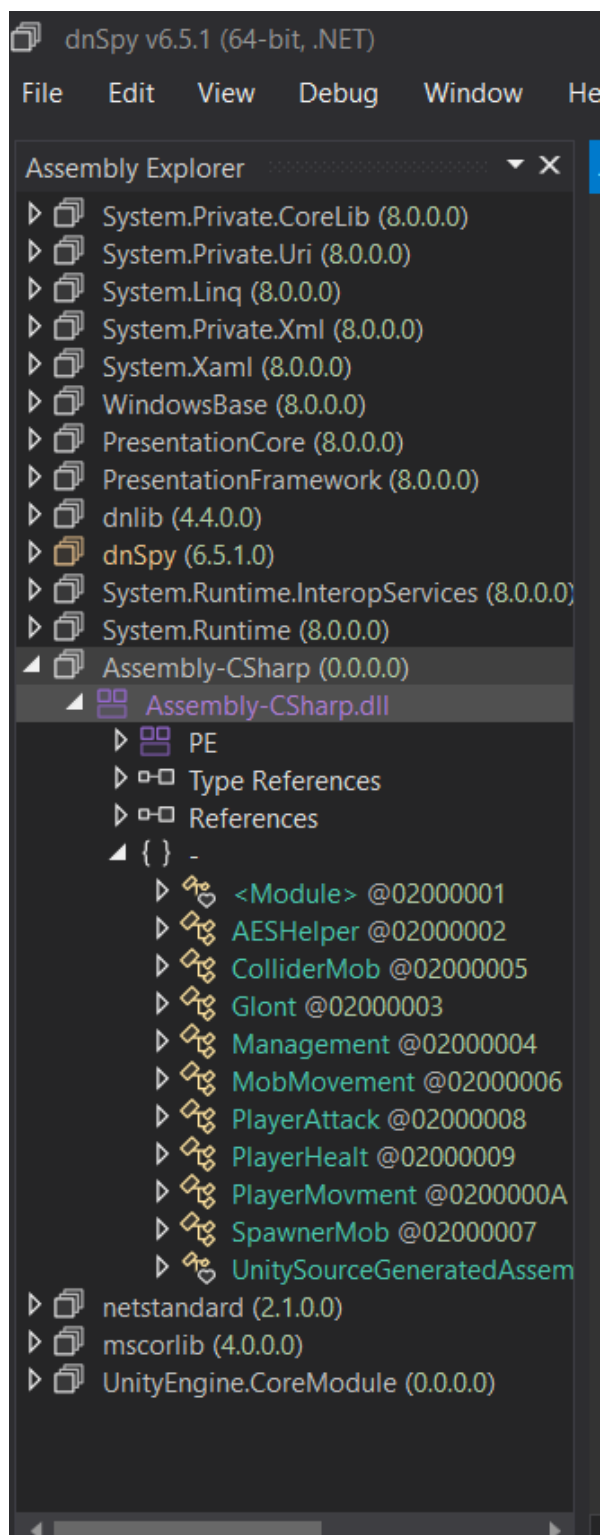 dnSpy v6.5.1 (64-bit, .NET)
File Edit View Debug Window He
Assembly Explorer
System.Private.CoreLib (8.0.0.0)
System.Private.Uri (8.0.0.0)
System.Linq (8.0.0.0)
System.Private.Xml (8.0.0.0)
System.Xaml (8.0.0.0)
WindowsBase (8.0.0.0)
PresentationCore (8.0.0.0)
PresentationFramework (8.0.0.0)
dnlib (4.4.0.0)
dnSpy (6.5.1.0)
System.Runtime.InteropServices (8.0.0.0)
System.Runtime (8.0.0.0)
Assembly-CSharp (0.0.0.0)
Assembly-CSharp.dll
PE
Type References
References
{ } -
<Module> @02000001
AESHelper @02000002
ColliderMob @02000005
Glont @02000003
Management @02000004
MobMovement @02000006
PlayerAttack @02000008
PlayerHealt @02000009
PlayerMovment @0200000A
SpawnerMob @02000007
UnitySourceGeneratedAssem
netstandard (2.1.0.0)
mscorlib (4.0.0.0)
UnityEngine.CoreModule (0.0.0.0)